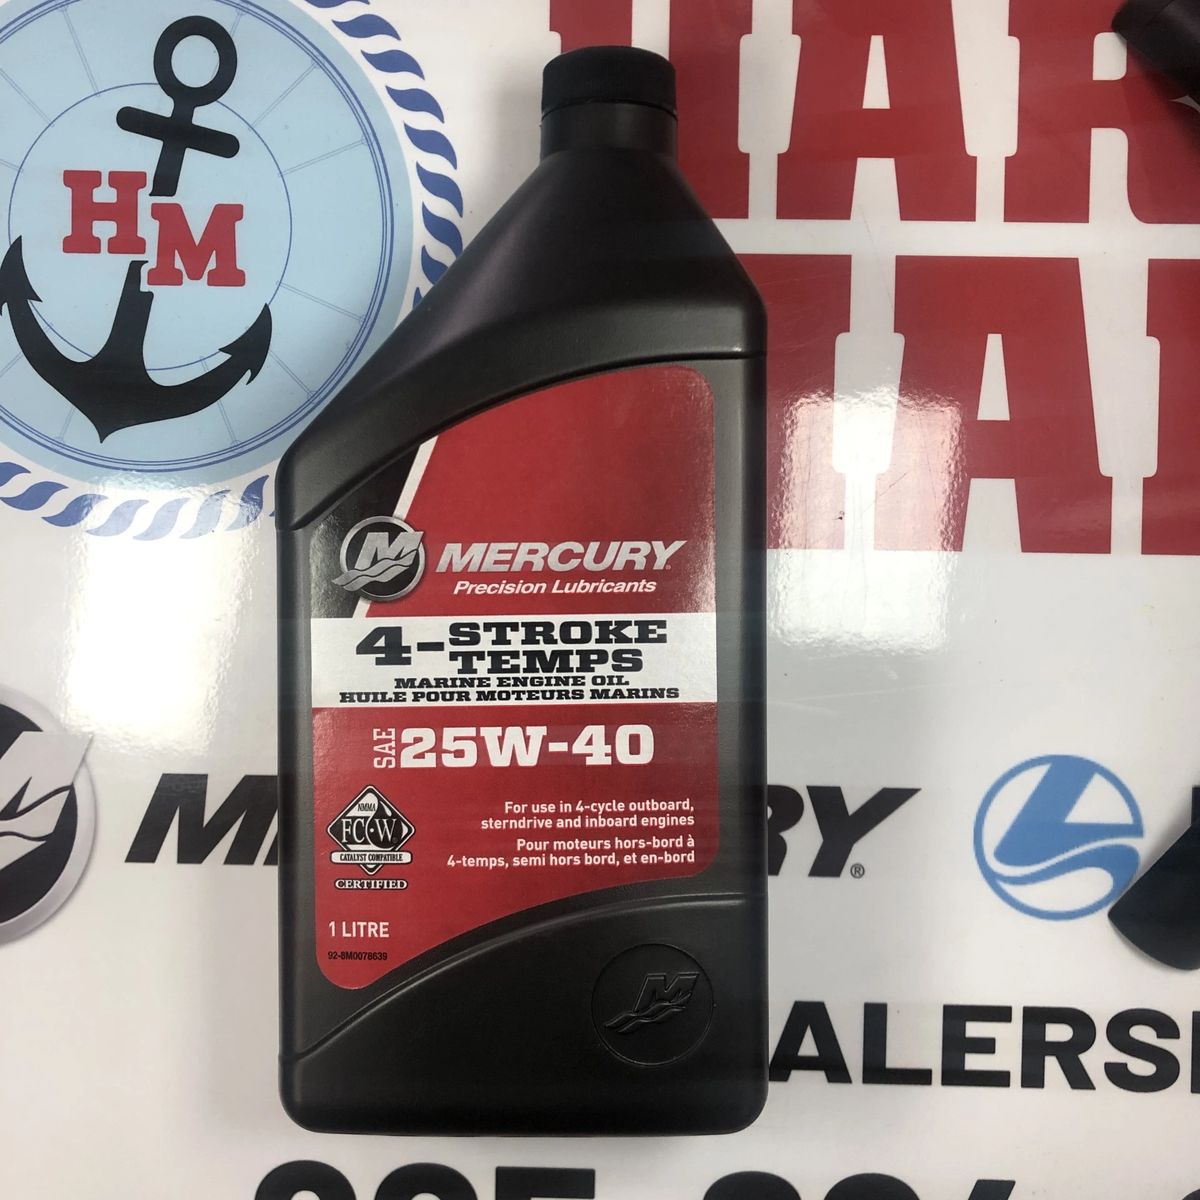 HM
MERCURY
Precision Lubricants
4-STROKE
TEMPS
MARINE ENGINE OIL
HUILE POUR MOTEURS MARINS
SAE 25W-40
NMMA
FC-W
CATALYST COMPATIBLE
CERTIFIED
For use in 4-cycle outboard,
sterndrive and inboard engines
Pour moteurs hors-bord à
4-temps, semi hors bord, et en-bord
1 LITRE
92-8M0078639